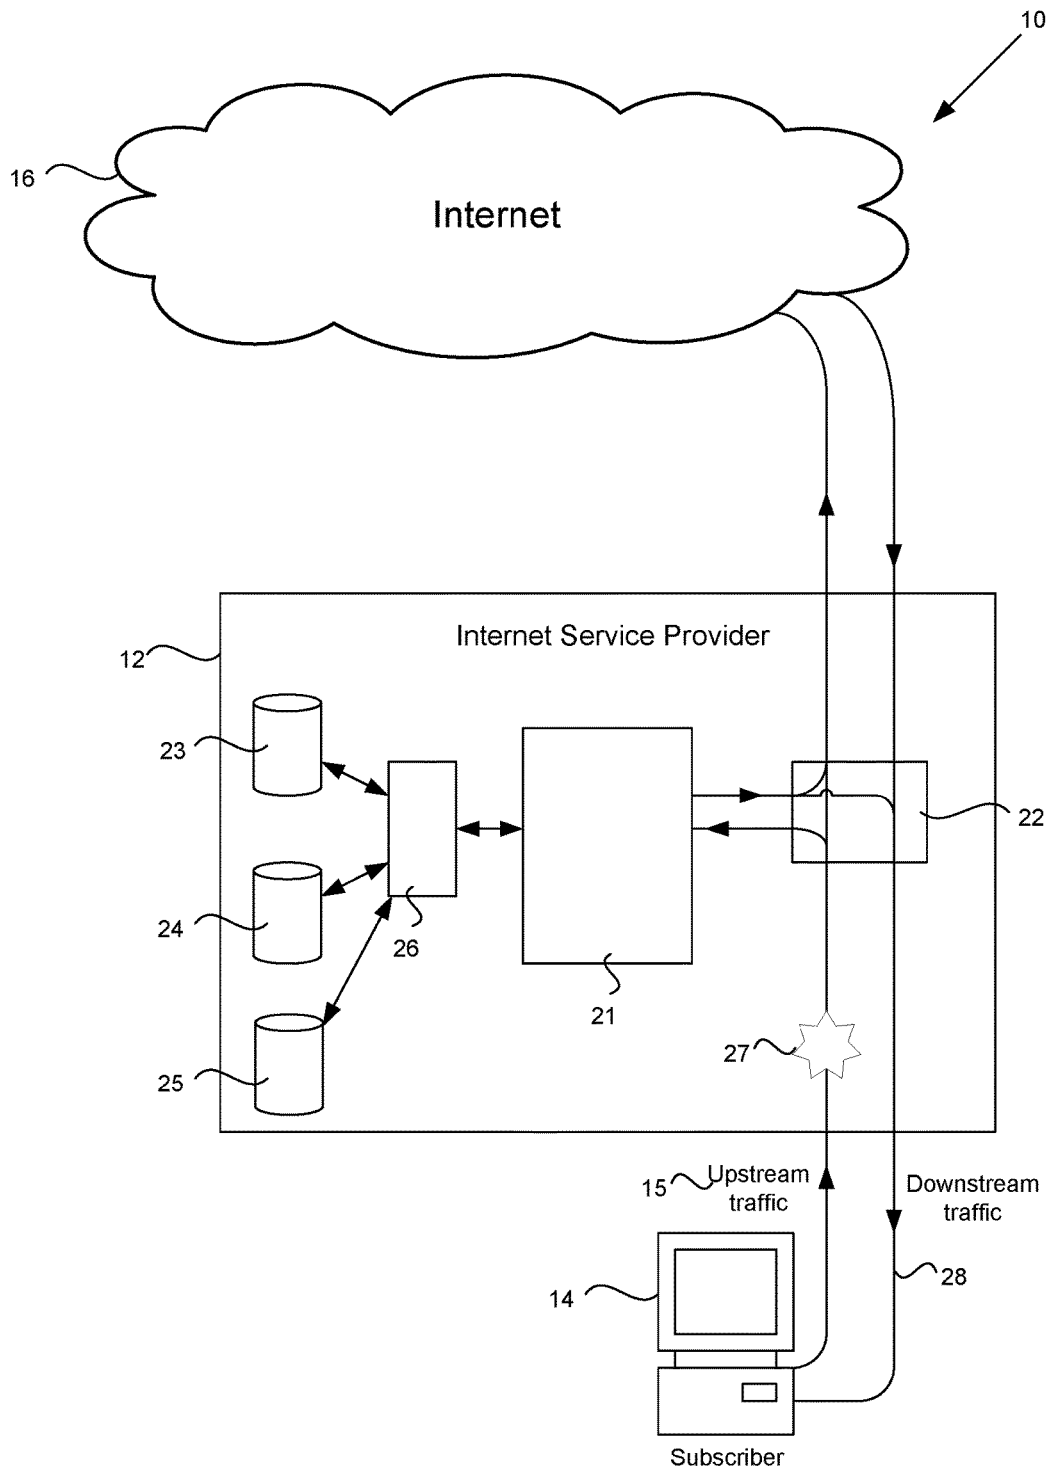 10
16
Internet
Internet Service Provider
12
23
22
24
26
21
27
25
15
Upstream
traffic
Downstream
traffic
28
14
Subscriber